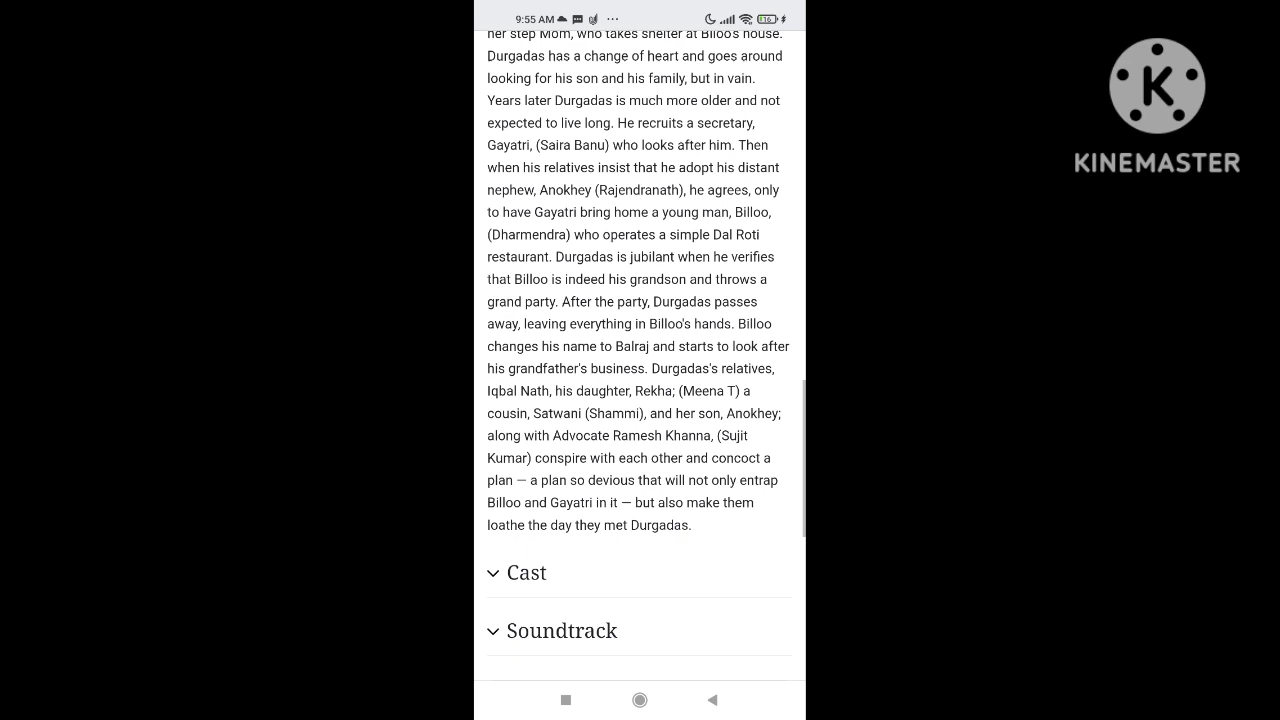 9:55 AM
16
her step Mom, who takes shelter at Billoo's house.
Durgadas has a change of heart and goes around
looking for his son and his family, but in vain.
Years later Durgadas is much more older and not
expected to live long. He recruits a secretary,
Gayatri, (Saira Banu) who looks after him. Then
when his relatives insist that he adopt his distant
nephew, Anokhey (Rajendranath), he agrees, only
to have Gayatri bring home a young man, Billoo,
(Dharmendra) who operates a simple Dal Roti
restaurant. Durgadas is jubilant when he verifies
that Billoo is indeed his grandson and throws a
grand party. After the party, Durgadas passes
away, leaving everything in Billoo's hands. Billoo
changes his name to Balraj and starts to look after
his grandfather's business. Durgadas's relatives,
Iqbal Nath, his daughter, Rekha; (Meena T) a
cousin, Satwani (Shammi), and her son, Anokhey;
along with Advocate Ramesh Khanna, (Sujit
Kumar) conspire with each other and concoct a
plan — a plan so devious that will not only entrap
Billoo and Gayatri in it — but also make them
loathe the day they met Durgadas.
Cast
Soundtrack
K
KINEMASTER